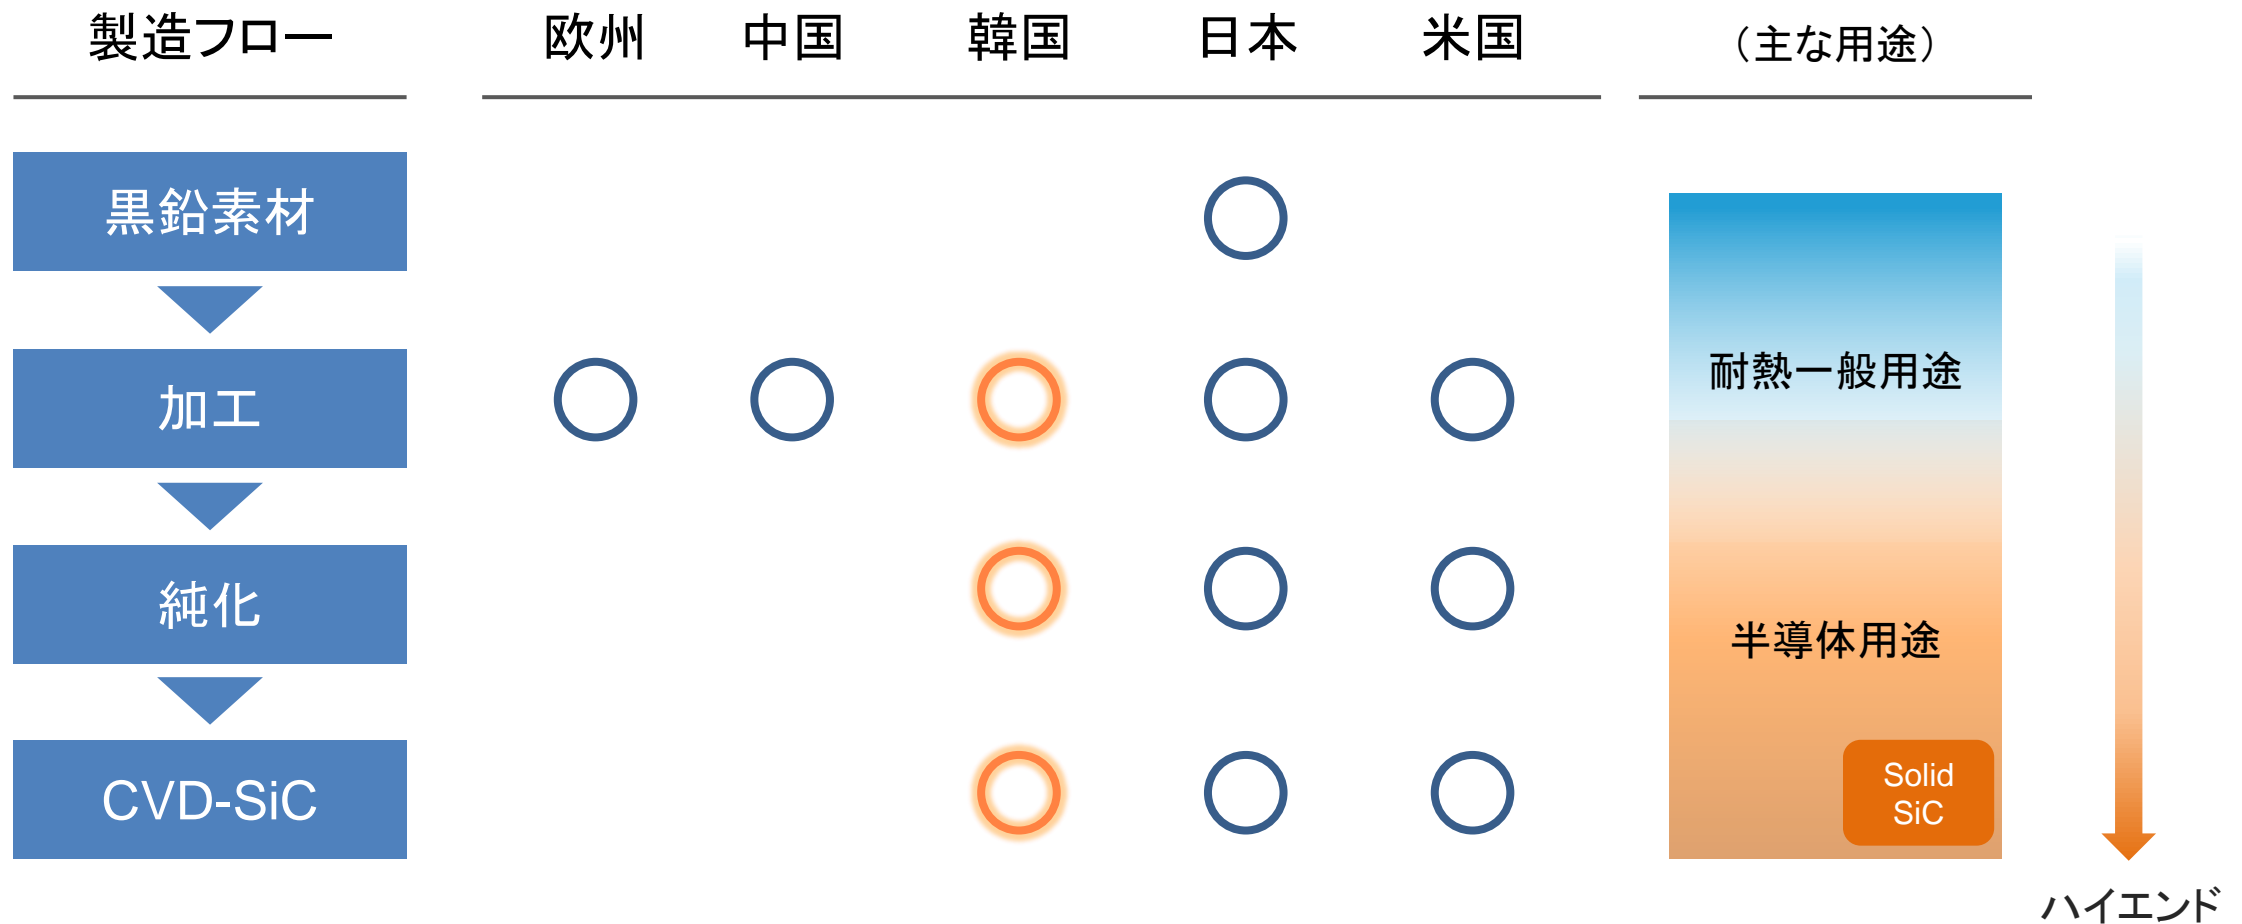 製造フロー 欧州 中国 韓国 日本 米国 （主な用途）
黒鉛素材
加工
純化
CVD-SiC
耐熱一般用途
半導体用途
Solid
SiC
ハイエンド